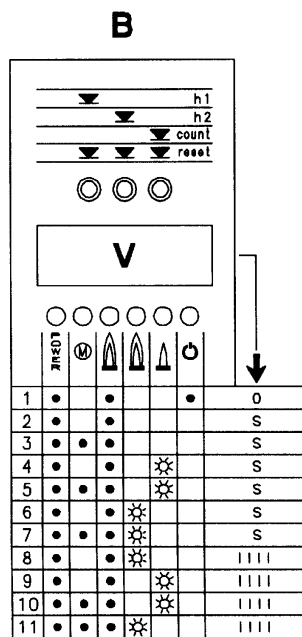 B
h1
h2
count
reset
V
POWER
M
1 0
2 S
3 S
4 S
5 S
6 S
7 S
8 IIII
9 IIII
10 IIII
11 IIII